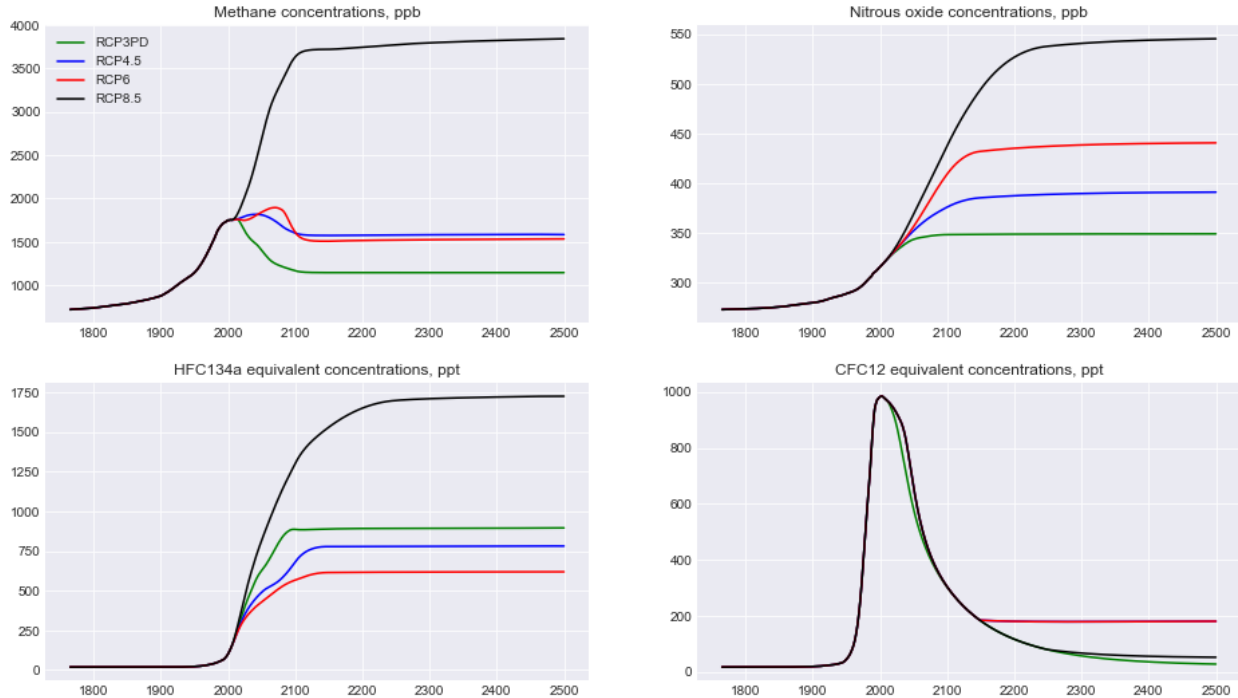 Methane concentrations, ppb
4000
3500
3000
2500
2000
1500
1000
RCP3PD
RCP4.5
RCP6
RCP8.5
1800 1900 2000 2100 2200 2300 2400 2500
Nitrous oxide concentrations, ppb
550
500
450
400
350
300
1800 1900 2000 2100 2200 2300 2400 2500
HFC134a equivalent concentrations, ppt
1750
1500
1250
1000
750
500
250
0
1800 1900 2000 2100 2200 2300 2400 2500
CFC12 equivalent concentrations, ppt
1000
800
600
400
200
0
1800 1900 2000 2100 2200 2300 2400 2500